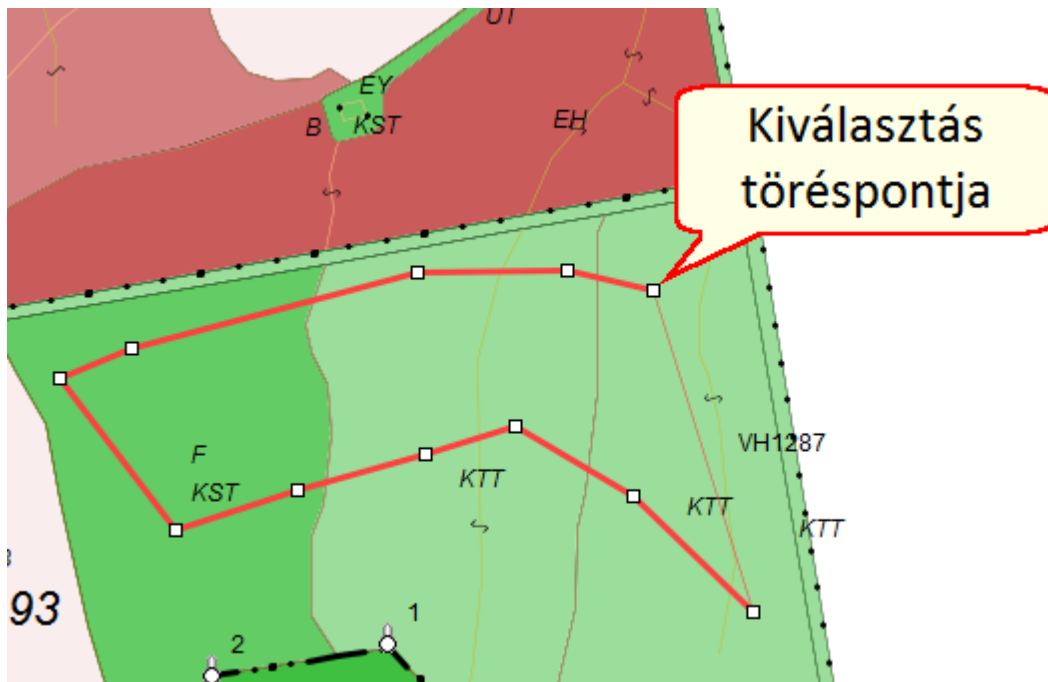 ÚT
EY
B KST
EH
Kiválasztás
töréspontja
VH1287
F
KST
KTT
KTT
KTT
93
1
2